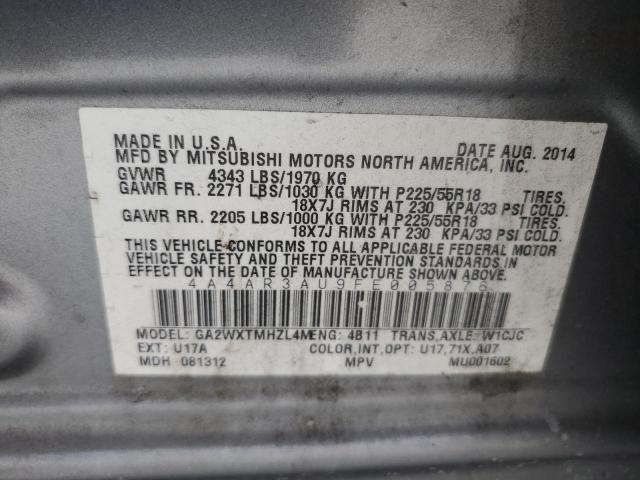 MADE IN U.S.A. DATE AUG. 2014
MFD BY MITSUBISHI MOTORS NORTH AMERICA, INC.
GVWR 4343 LBS/1970 KG
GAWR FR. 2271 LBS/1030 KG WITH P225/55R18 TIRES,
18X7J RIMS AT 230 KPA/33 PSI COLD.
GAWR RR. 2205 LBS/1000 KG WITH P225/55R18 TIRES,
18X7J RIMS AT 230 KPA/33 PSI COLD.
THIS VEHICLE CONFORMS TO ALL APPLICABLE FEDERAL MOTOR
VEHICLE SAFETY AND THEFT PREVENTION STANDARDS IN
EFFECT ON THE DATE OF MANUFACTURE SHOWN ABOVE.
4A4AR3AU9FE005876
MODEL: GA2WXTMHZL4M ENG: 4B11 TRANS,AXLE: W1CJC
EXT: U17A COLOR,INT,OPT: U17,71X,A07
MDH 081312 MPV MU001602